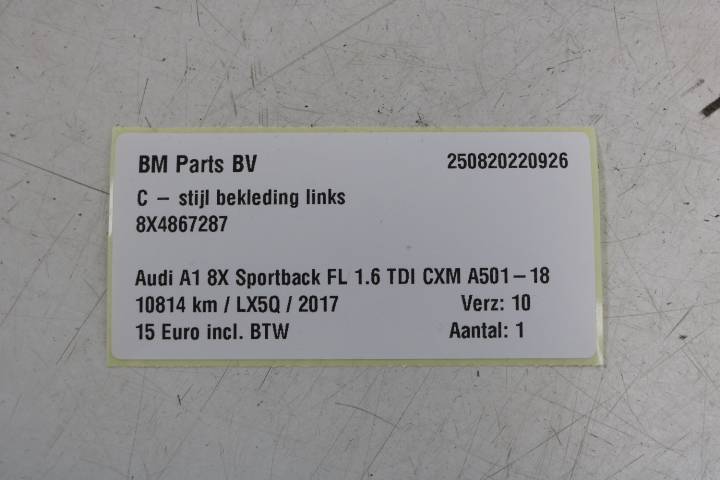 BM Parts BV 250820220926
C – stijl bekleding links
8X4867287
Audi A1 8X Sportback FL 1.6 TDI CXM A501–18
10814 km / LX5Q / 2017 Verz: 10
15 Euro incl. BTW Aantal: 1